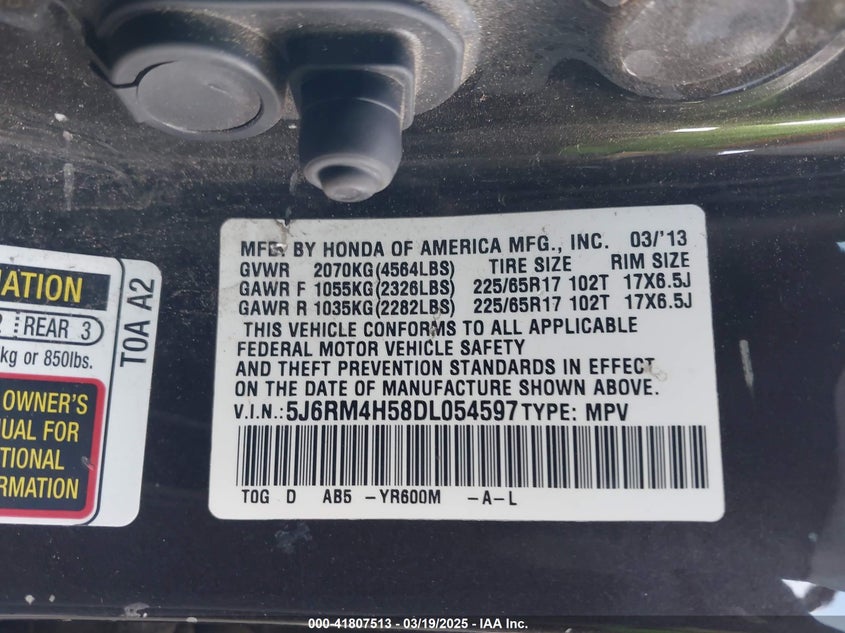 MFD. BY HONDA OF AMERICA MFG., INC. 03/'13
GVWR 2070KG(4564LBS) TIRE SIZE RIM SIZE
GAWR F 1055KG(2326LBS) 225/65R17 102T 17X6.5J
GAWR R 1035KG(2282LBS) 225/65R17 102T 17X6.5J
THIS VEHICLE CONFORMS TO ALL APPLICABLE
FEDERAL MOTOR VEHICLE SAFETY
AND THEFT PREVENTION STANDARDS IN EFFECT
ON THE DATE OF MANUFACTURE SHOWN ABOVE.
V.I.N.: 5J6RM4H58DL054597 TYPE: MPV
T0G D AB5 -YR600M -A-L
REAR 3
kg or 850lbs.
OWNER'S
FOR
T0A A2
000-41807513 - 03/19/2025 - IAA Inc.